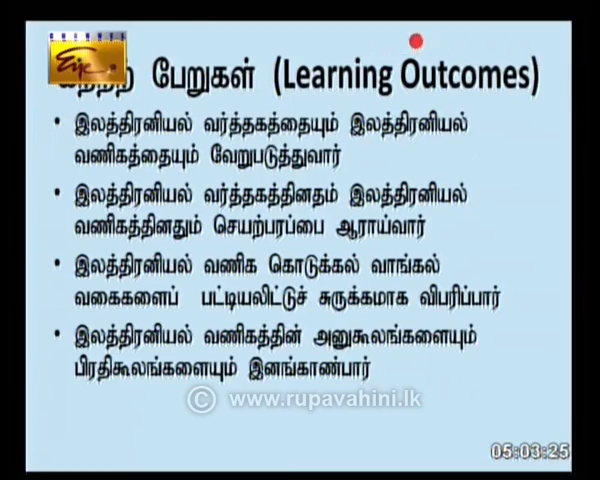 CHANNEL
Eye
பேறுகள் (Learning Outcomes)
• இலத்திரனியல் வர்த்தகத்தையும் இலத்திரனியல்
வணிகத்தையும் வேறுபடுத்துவார்
• இலத்திரனியல் வர்த்தகத்தினதம் இலத்திரனியல்
வணிகத்தினதும் செயற்பரப்பை ஆராய்வார்
• இலத்திரனியல் வணிக கொடுக்கல் வாங்கல்
வகைகளைப் பட்டியலிட்டுச் சுருக்கமாக விபரிப்பார்
• இலத்திரனியல் வணிகத்தின் அனுகூலங்களையும்
பிரதிகூலங்களையும் இனங்காண்பார்
© www.rupavahini.lk
05:03:25